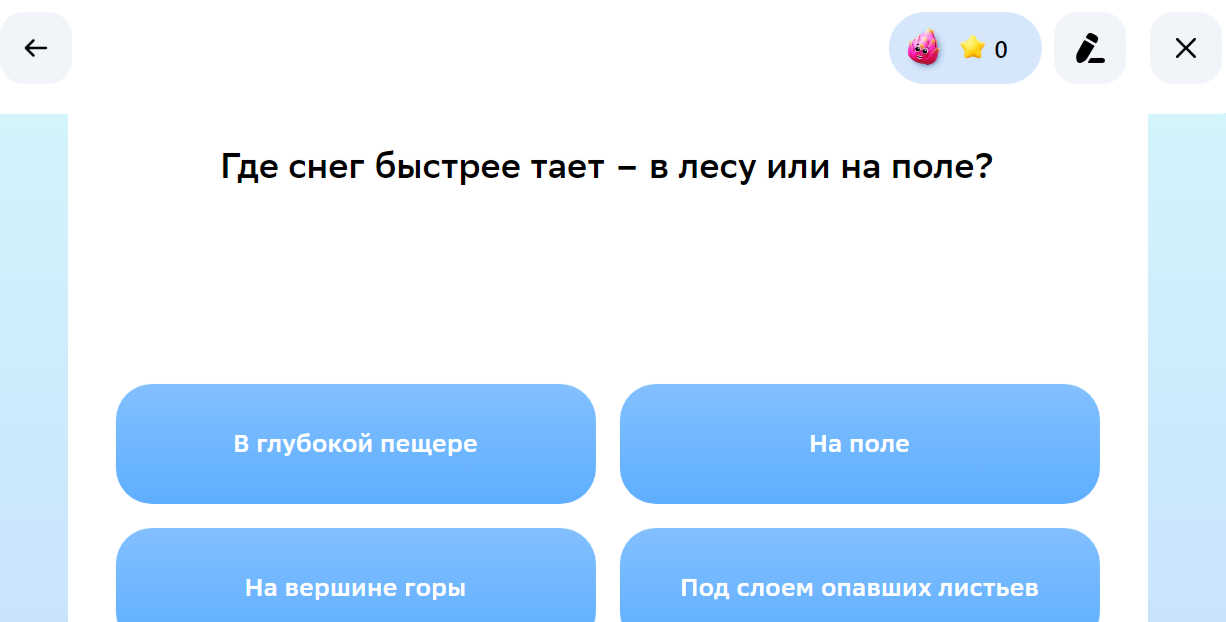 0
Где снег быстрее тает – в лесу или на поле?
В глубокой пещере
На поле
На вершине горы
Под слоем опавших листьев